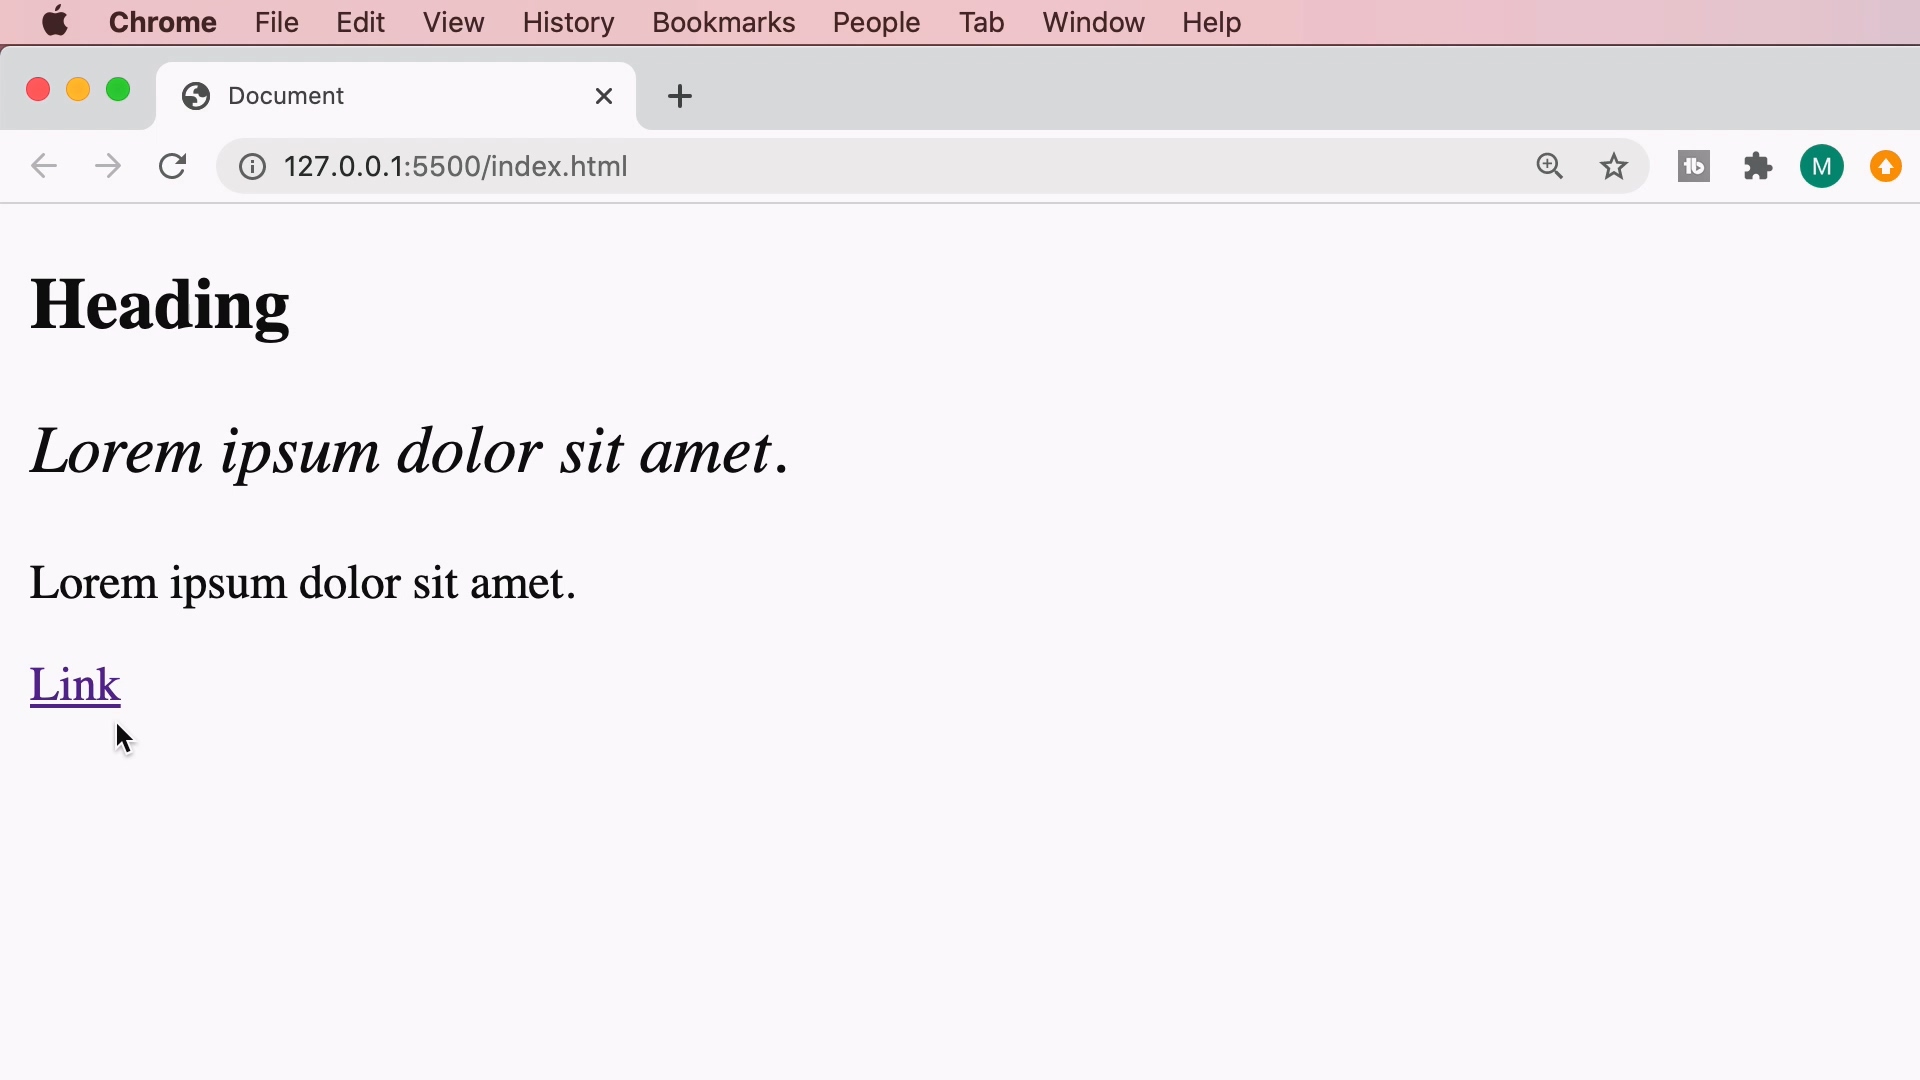 Chrome File Edit View History Bookmarks People Tab Window Help
Document
127.0.0.1:5500/index.html
M
Heading
Lorem ipsum dolor sit amet.
Lorem ipsum dolor sit amet.
Link